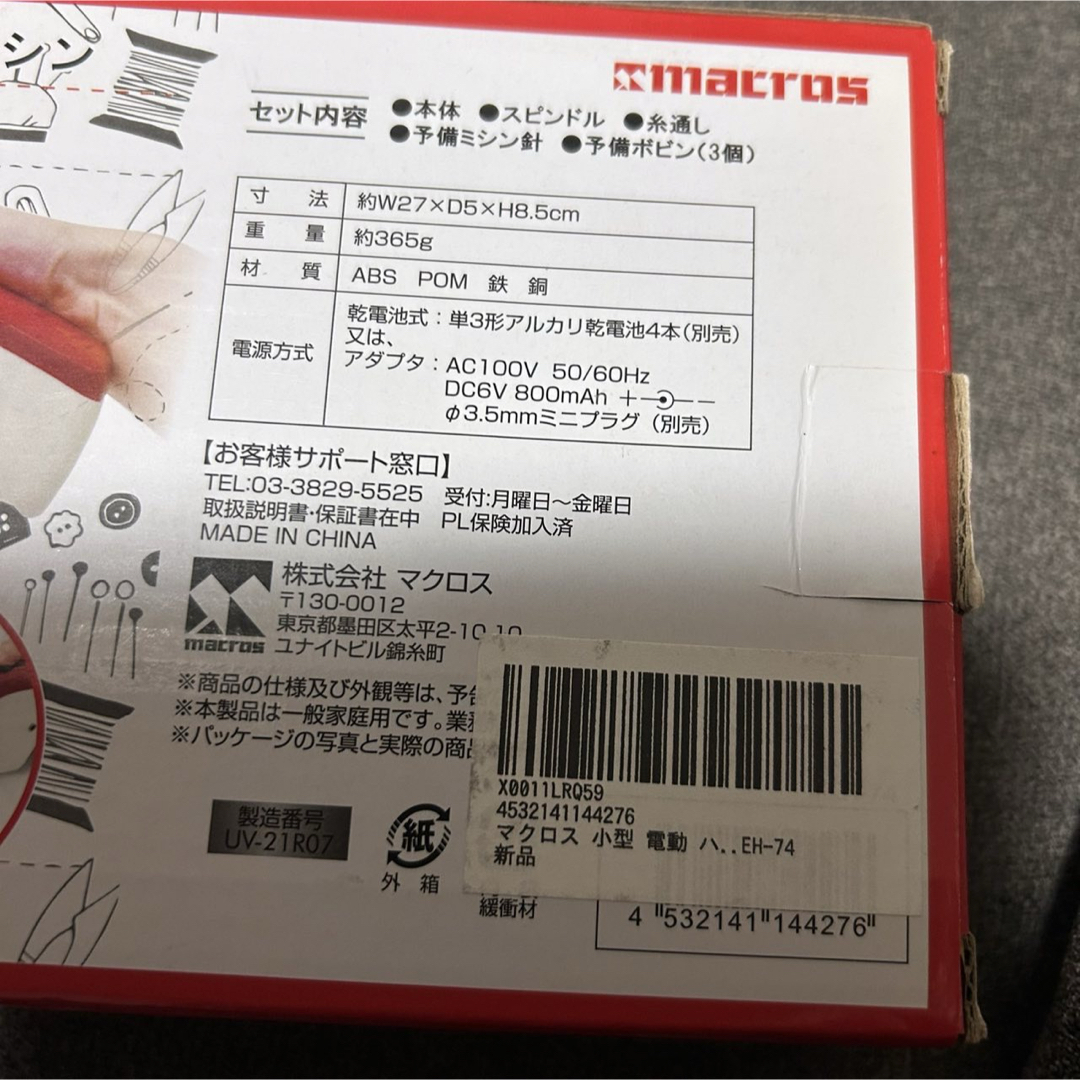 シン
macros
セット内容 ●本体 ●スピンドル ●糸通し
●予備ミシン針 ●予備ボビン(3個)
寸法 約W27×D5×H8.5cm
重量 約365g
材質 ABS POM 鉄 銅
電源方式 乾電池式：単3形アルカリ乾電池4本(別売)
又は、
アダプタ：AC100V 50/60Hz
DC6V 800mAh
φ3.5mmミニプラグ (別売)
【お客様サポート窓口】
TEL:03-3829-5525 受付:月曜日～金曜日
取扱説明書・保証書在中 PL保険加入済
MADE IN CHINA
株式会社 マクロス
〒130-0012
東京都墨田区太平2-10-10
macros ユナイトビル錦糸町
※商品の仕様及び外観等は、予告
※本製品は一般家庭用です。業務
※パッケージの写真と実際の商品
X0011LRQ59
4532141144276
マクロス 小型 電動 ハ..EH-74
新品
製造番号
UV-21R07
紙
外箱
緩衝材
4 532141 144276